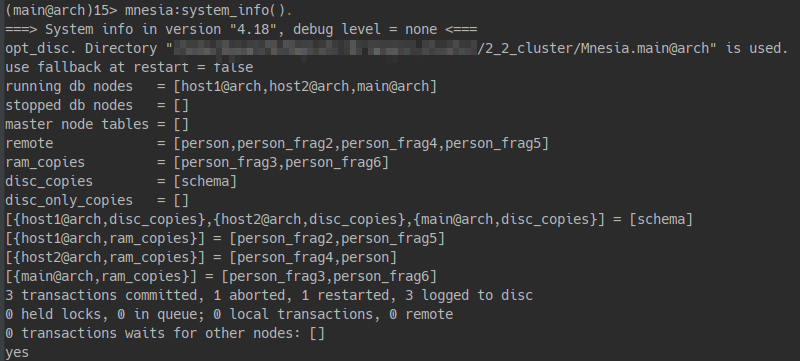 (main@arch)15> mnesia:system_info().
===> System info in version "4.18", debug level = none <===
opt_disc. Directory "/2_2_cluster/Mnesia.main@arch" is used.
use fallback at restart = false
running db nodes   = [host1@arch,host2@arch,main@arch]
stopped db nodes   = []
master node tables = []
remote             = [person,person_frag2,person_frag4,person_frag5]
ram_copies         = [person_frag3,person_frag6]
disc_copies        = [schema]
disc_only_copies   = []
[{host1@arch,disc_copies},{host2@arch,disc_copies},{main@arch,disc_copies}] = [schema]
[{host1@arch,ram_copies}] = [person_frag2,person_frag5]
[{host2@arch,ram_copies}] = [person_frag4,person]
[{main@arch,ram_copies}] = [person_frag3,person_frag6]
3 transactions committed, 1 aborted, 1 restarted, 3 logged to disc
0 held locks, 0 in queue; 0 local transactions, 0 remote
0 transactions waits for other nodes: []
yes